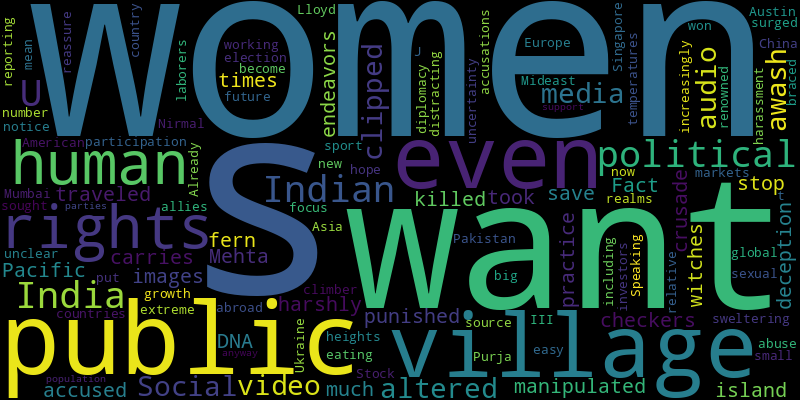 women
S
want
village
public
even
human
rights
political
India
Indian
Social
media
U
video
audio
awash
altered
clipped
times
endeavors
images
Mehta
fern
carries
traveled
Pacific
accused
DNA
much
manipulated
island
checkers
punished
harshly
killed
took
save
Fact
stop
witches
crusade
practice
deception
Lloyd
Austin
surged
Singapore
Europe
won
China
braced
renowned
increasingly
temperatures
Mideast
support
harassment
accusations
uncertainty
distracting
diplomacy
J
working
election
become
future
reporting
mean
reassure
country
laborers
number
notice
Nirmal
American
participation
Already
Mumbai
sought
parties
allies
unclear
growth
extreme
countries
put
abroad
climber
anyway
population
Ukraine
heights
eating
Stock
source
Purja
III
easy
big
Pakistan
Asia
focus
new
hope
sport
now
realms
markets
t
global
sexual
relative
Speaking
investors
including
sweltering
abuse
small